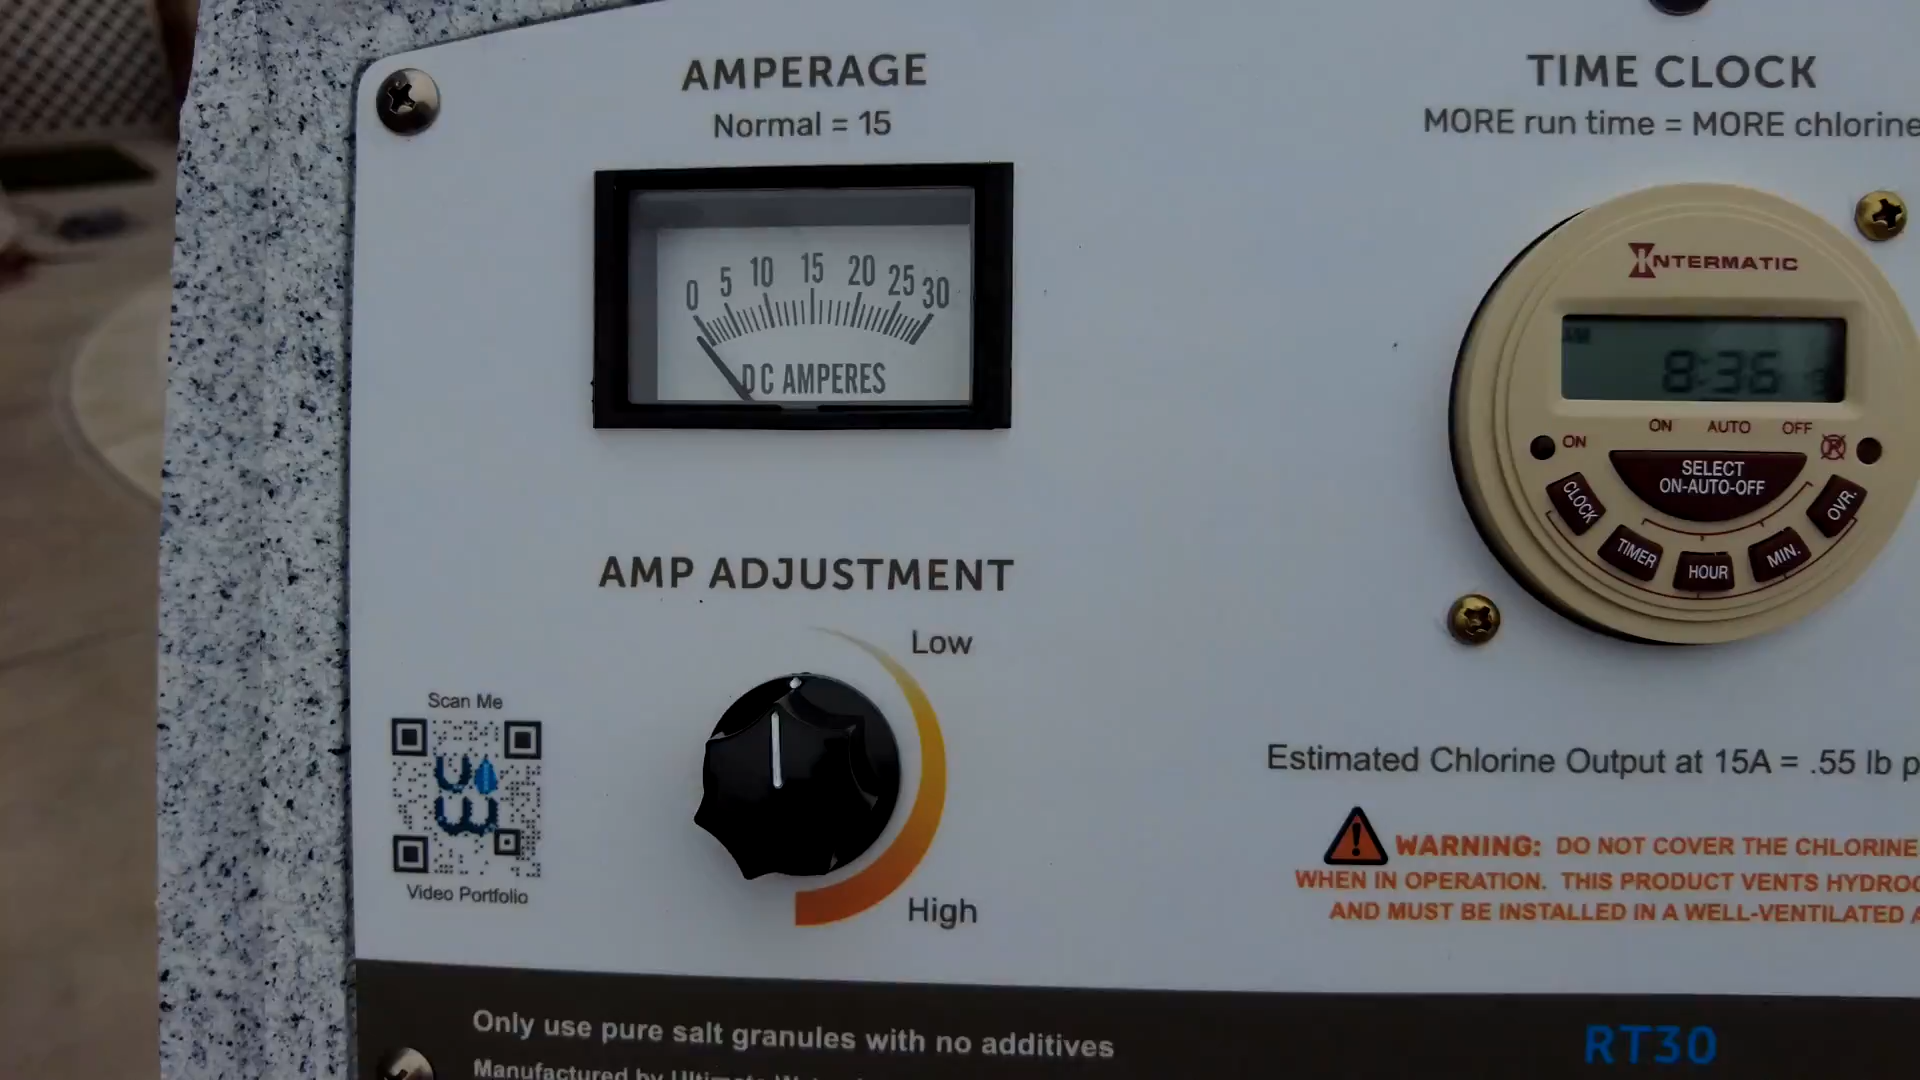 AMPERAGE
Normal = 15
0 5 10 15 20 25 30
DC AMPERES
AMP ADJUSTMENT
Low
High
Scan Me
Video Portfolio
TIME CLOCK
MORE run time = MORE chlorine
INTERMATIC
AM
8:36
ON AUTO OFF
ON
SELECT
ON-AUTO-OFF
CLOCK
TIMER
HOUR
MIN.
OVR.
Estimated Chlorine Output at 15A = .55 lb p
WARNING: DO NOT COVER THE CHLORINE
WHEN IN OPERATION. THIS PRODUCT VENTS HYDROG
AND MUST BE INSTALLED IN A WELL-VENTILATED A
Only use pure salt granules with no additives
RT30
Manufactured by Ultimate Water